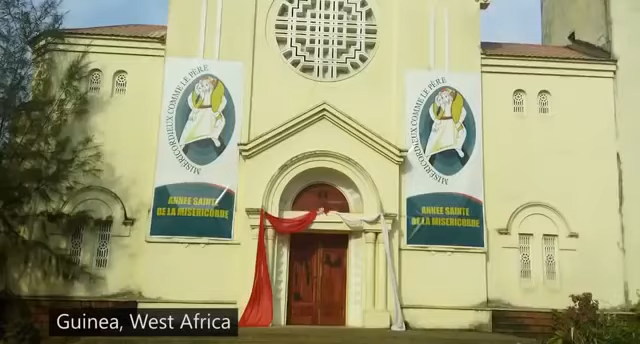 MISERICORDIEUX COMME LE PÈRE
ANNEE SAINTE
DE LA MISERICORDE
MISERICORDIEUX COMME LE PÈRE
ANNEE SAINTE
DE LA MISERICORDE
Guinea, West Africa